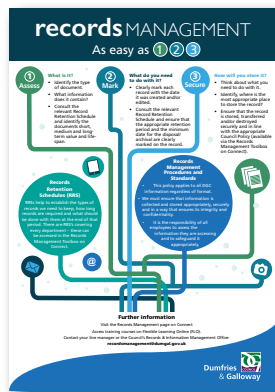 records MANAGEMENT
As easy as 1 2 3
1
Assess
What is it?
• Identify the type of document.
• What information does it contain?
• Consult the relevant Record Retention Schedule and identify the documents short, medium and long-term value and life-span.
2
Mark
What do you need to do with it?
• Clearly mark each record with the date it was created and/or edited.
• Consult the relevant Record Retention Schedule and ensure that the appropriate retention period and the minimum date for the disposal /archival are clearly marked on the record.
3
Secure
How will you store it?
• Think about what you need to do with it.
• Identify, where is the most appropriate place to store the record?
• Ensure that the record is stored, transferred and/or deleted securely and in line with the appropriate Council Policy (available via the Records Management Toolbox on Connect).
Records
Retention
Schedules (RRS)
RRSs help to establish the types of records we need to keep, how long records are required and what should be done with them at the end of that period. There are RRS's covering every department – these can be accessed in the Records Management Toolbox on Connect.
Records
Management
Procedures and
Standards
• This policy applies to all DGC information regardless of format.
• We must ensure that information is collected and stored appropriately, securely and in a way that ensures its integrity and confidentiality.
• It is the responsibility of all employees to assess the information they are accessing and to safeguard it appropriately.
@
Further information
Visit the Records Management page on Connect
Access training courses on Flexible Learning Online (FLO).
Contact your line manager or the Council's Records & Information Management Officer
recordsmanagement@dumgal.gov.uk
Dumfries
& Galloway